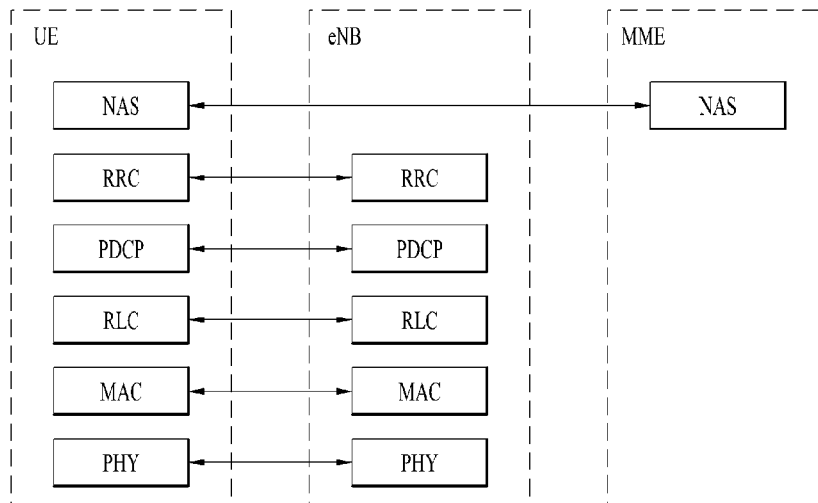 UE eNB MME
NAS NAS
RRC RRC
PDCP PDCP
RLC RLC
MAC MAC
PHY PHY